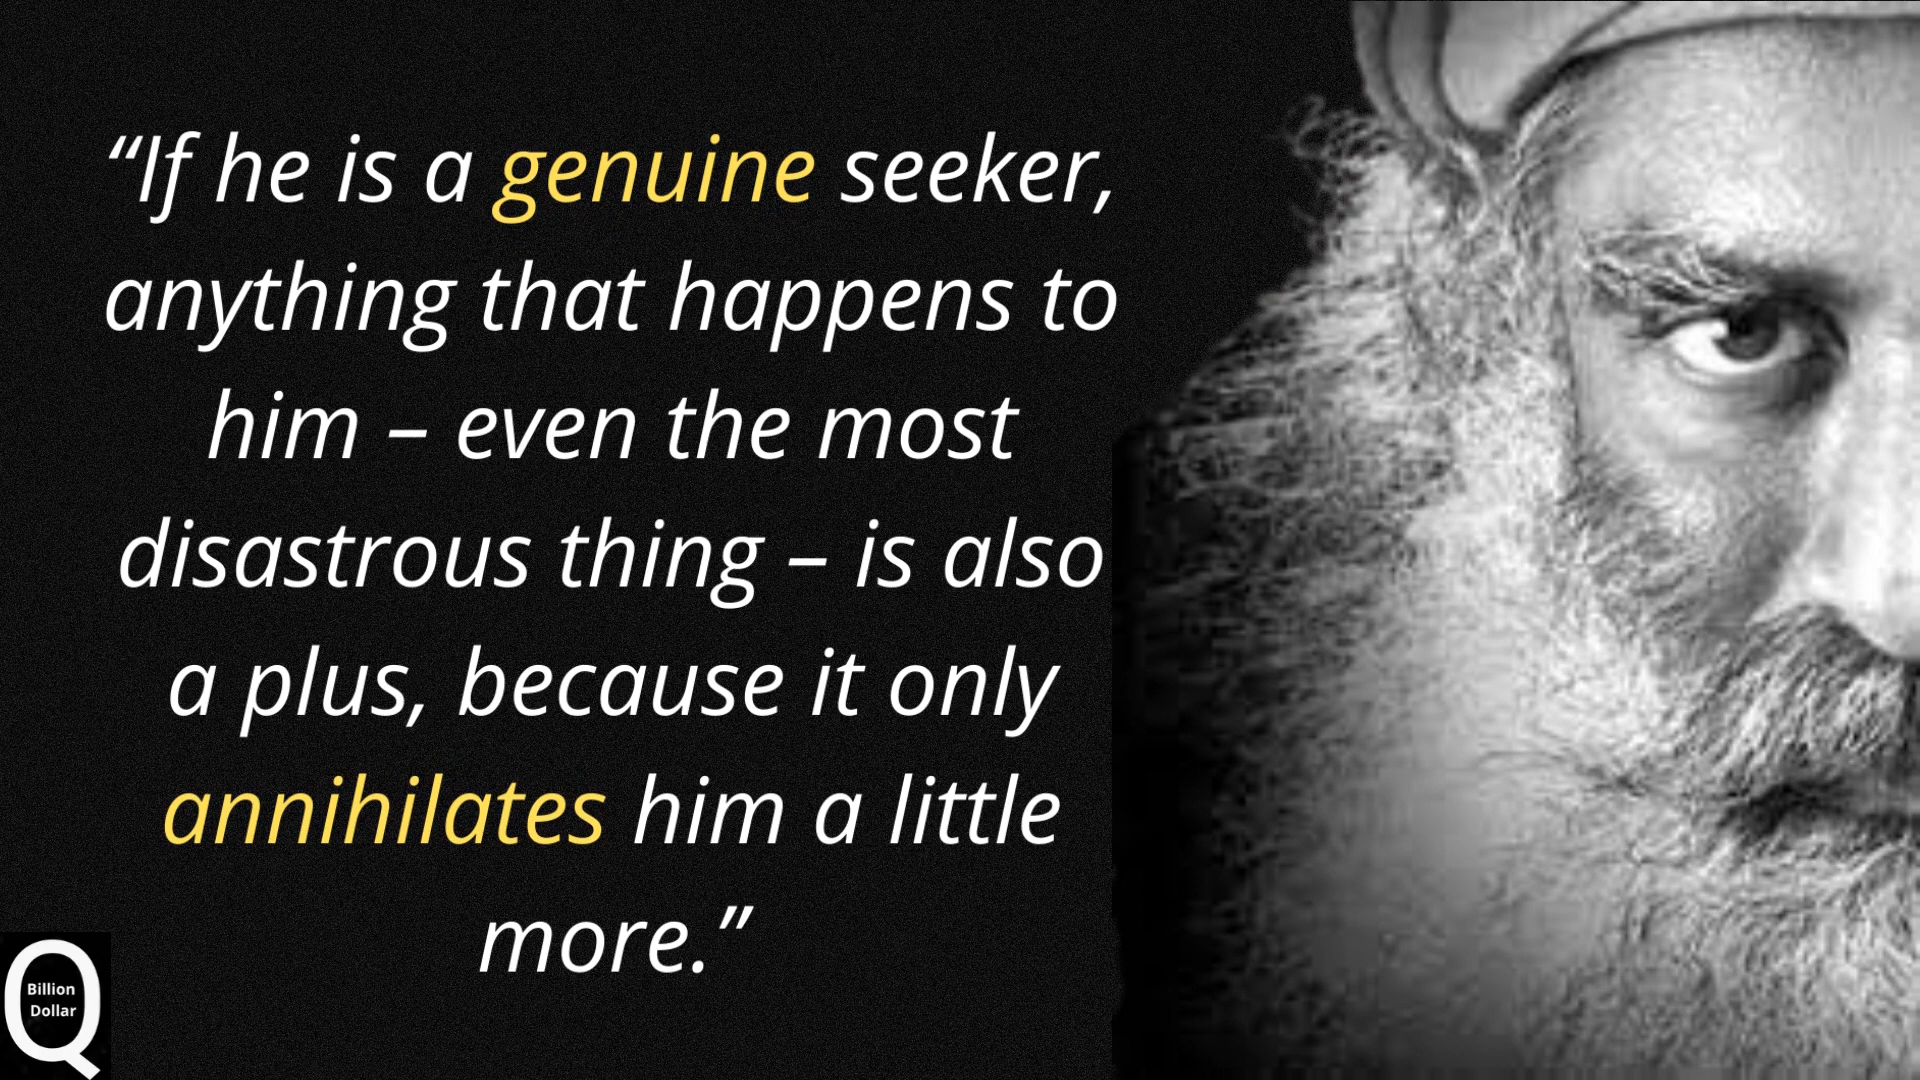 “If he is a genuine seeker,
anything that happens to
him – even the most
disastrous thing – is also
a plus, because it only
annihilates him a little
more.”
Q
Billion
Dollar